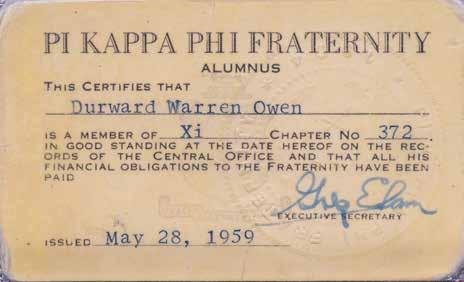 PI KAPPA PHI FRATERNITY
ALUMNUS
THIS CERTIFIES THAT
Durward Warren Owen
IS A MEMBER OF Xi CHAPTER NO 372
IN GOOD STANDING AT THE DATE HEREOF ON THE REC-
ORDS OF THE CENTRAL OFFICE AND THAT ALL HIS
FINANCIAL OBLIGATIONS TO THE FRATERNITY HAVE BEEN
PAID
Greg Elam
EXECUTIVE SECRETARY
ISSUED May 28, 1959